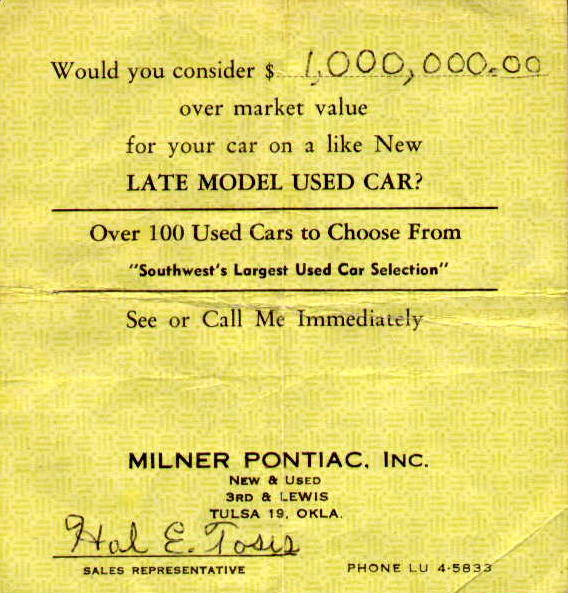 Would you consider $ 1,000,000.00
over market value
for your car on a like New
LATE MODEL USED CAR?
Over 100 Used Cars to Choose From
"Southwest's Largest Used Car Selection"
See or Call Me Immediately
MILNER PONTIAC, INC.
NEW & USED
3RD & LEWIS
TULSA 19, OKLA.
Hal E. Tosis
SALES REPRESENTATIVE PHONE LU 4-5833